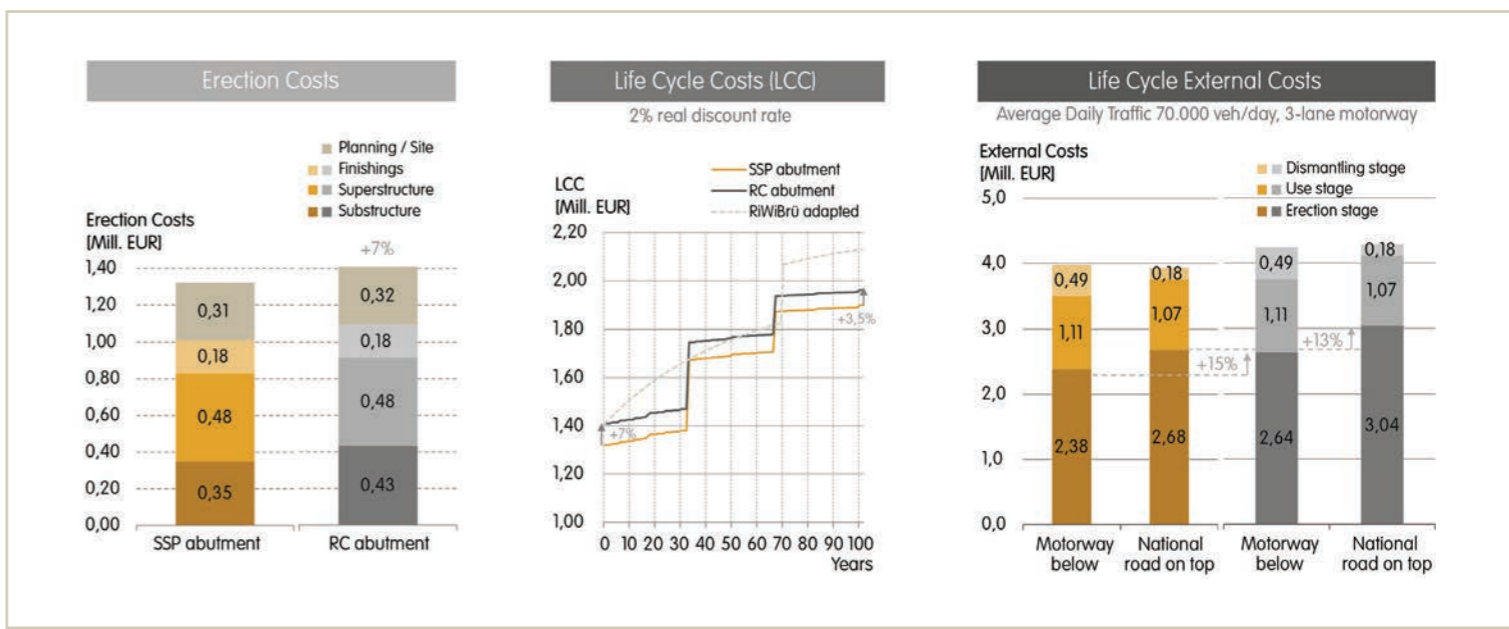 Erection Costs
Planning / Site
Finishings
Superstructure
Substructure
Erection Costs
[Mill. EUR]
+7%
1,40
1,20
1,00
0,80
0,60
0,40
0,20
0,00
0,31
0,18
0,48
0,35
0,32
0,18
0,48
0,43
SSP abutment
RC abutment
Life Cycle Costs (LCC)
2% real discount rate
SSP abutment
RC abutment
RiWiBrü adapted
LCC
[Mill. EUR]
2,20
2,00
1,80
1,60
1,40
1,20
1,00
+7%
+3,5%
0 10 20 30 40 50 60 70 80 90 100
Years
Life Cycle External Costs
Average Daily Traffic 70.000 veh/day, 3-lane motorway
External Costs
[Mill. EUR]
Dismantling stage
Use stage
Erection stage
5,0
4,0
3,0
2,0
1,0
0,0
0,49
1,11
2,38
0,18
1,07
2,68
+15%
0,49
1,11
2,64
+13%
0,18
1,07
3,04
Motorway
below
National
road on top
Motorway
below
National
road on top